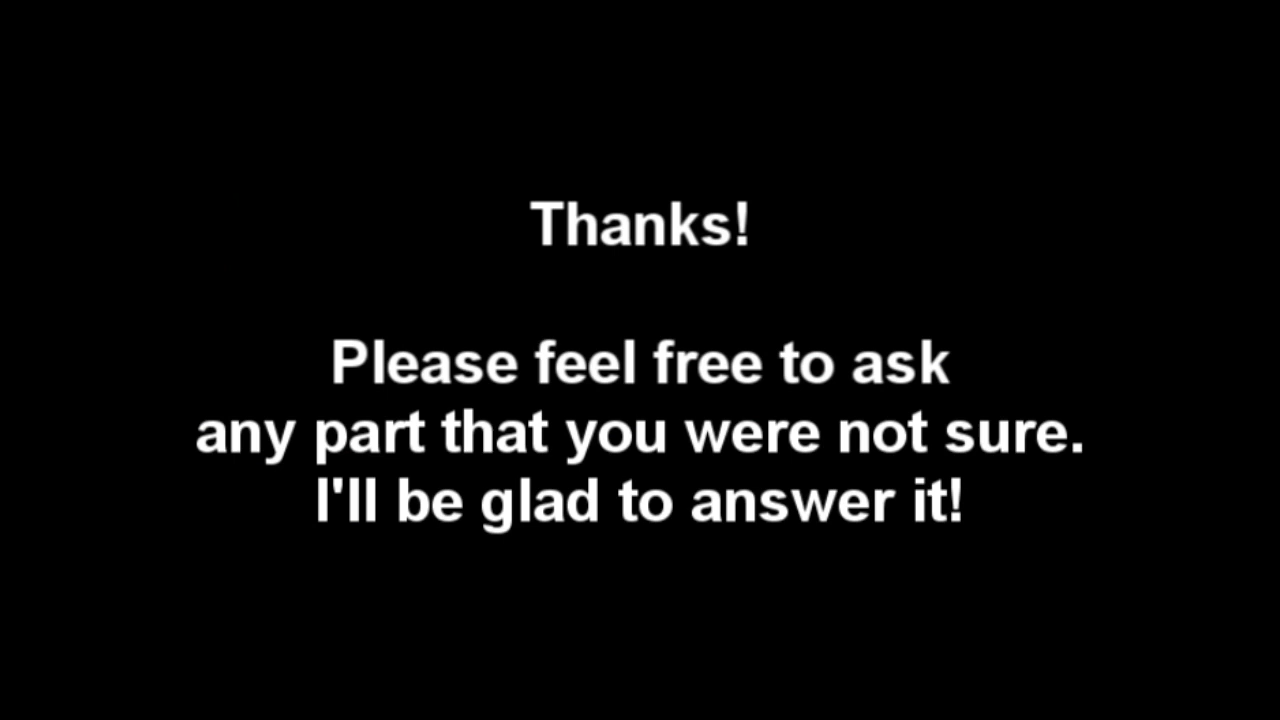 Thanks!
Please feel free to ask
any part that you were not sure.
I'll be glad to answer it!